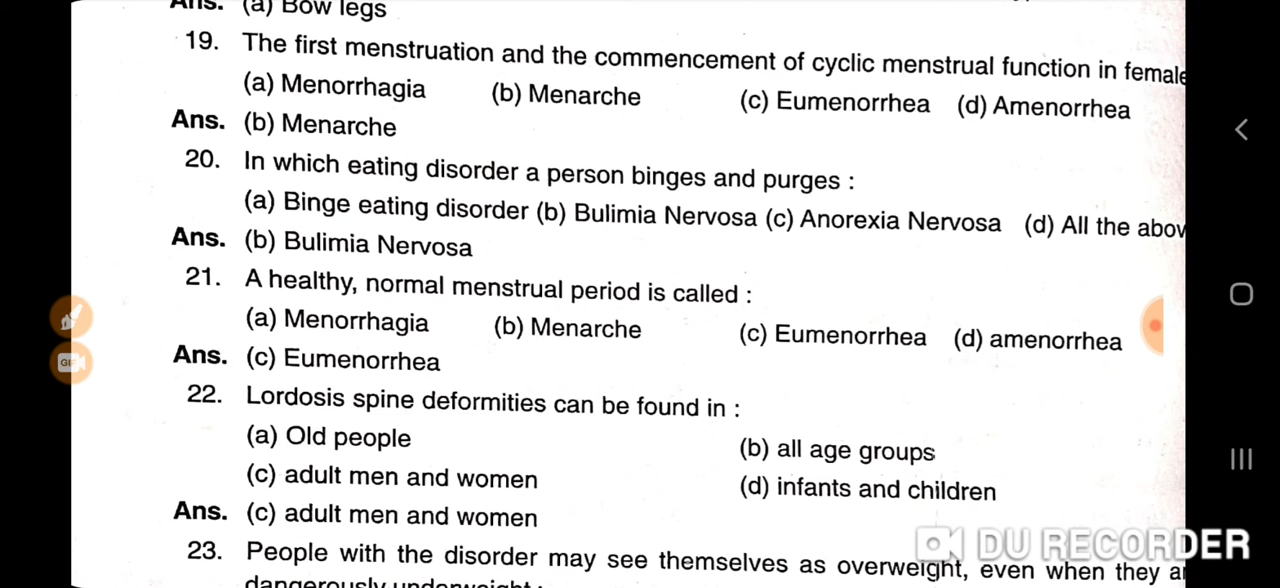 Ans. (a) Bow legs
19. The first menstruation and the commencement of cyclic menstrual function in female
(a) Menorrhagia (b) Menarche (c) Eumenorrhea (d) Amenorrhea
Ans. (b) Menarche
20. In which eating disorder a person binges and purges :
(a) Binge eating disorder (b) Bulimia Nervosa (c) Anorexia Nervosa (d) All the abov
Ans. (b) Bulimia Nervosa
21. A healthy, normal menstrual period is called :
(a) Menorrhagia (b) Menarche (c) Eumenorrhea (d) amenorrhea
Ans. (c) Eumenorrhea
22. Lordosis spine deformities can be found in :
(a) Old people (b) all age groups
(c) adult men and women (d) infants and children
Ans. (c) adult men and women
23. People with the disorder may see themselves as overweight, even when they a
dangerously underweight :
GIF
DU RECORDER